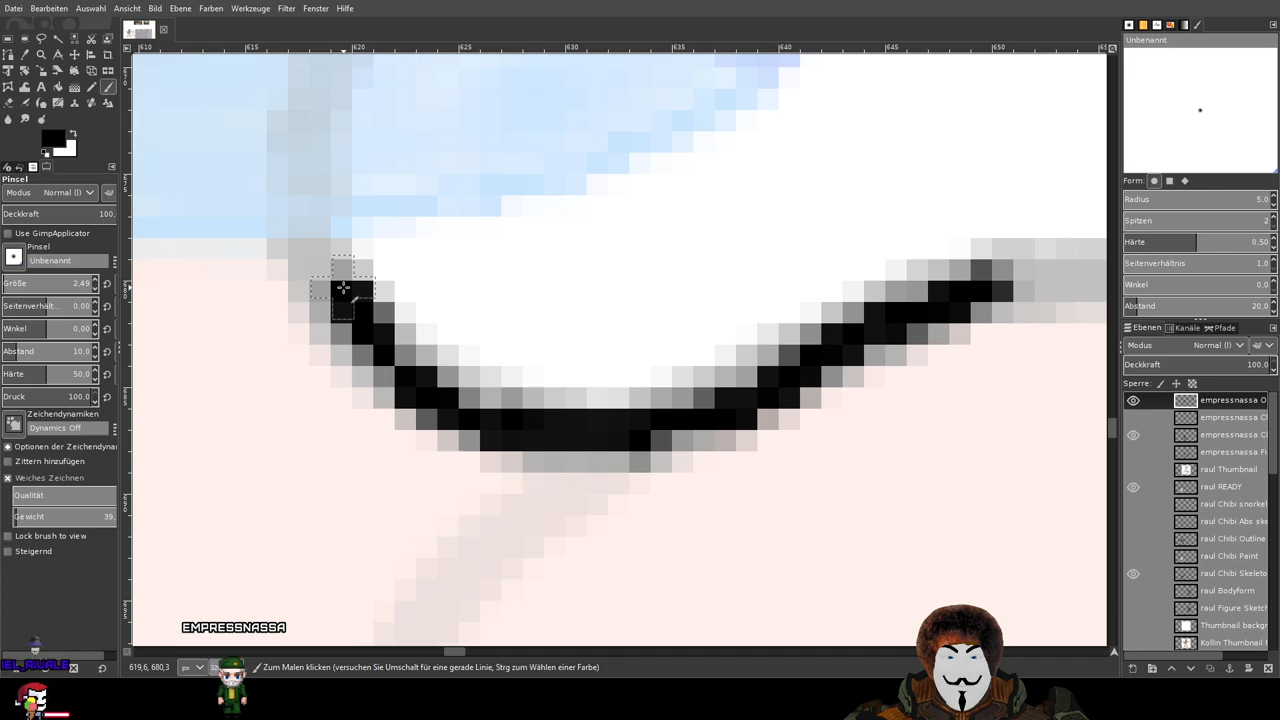 Datei Bearbeiten Auswahl Ansicht Bild Ebene Farben Werkzeuge Filter Fenster Hilfe
610 615 620 625 630 635 640 645 650
Unbenannt
Pinsel
Modus Normal (l)
Deckkraft 100,
Use GimpApplicator
Pinsel
Unbenannt
Größe 2,49
Seitenverhält... 0,00
Winkel 0,00
Abstand 10,0
Härte 50,0
Druck 100,0
Zeichendynamiken
Dynamics Off
Optionen der Zeichendyna
Zittern hinzufügen
Weiches Zeichnen
Qualität
Gewicht 39,
Lock brush to view
Steigernd
Form:
Radius 5,0
Spitzen 2
Härte 0,50
Seitenverhältnis 1,0
Winkel 0,0
Abstand 20,0
Ebenen Kanäle Pfade
Modus Normal (l)
Deckkraft 100,0
Sperre:
empressnassa O
empressnassa C
empressnassa C
empressnassa Fi
raul Thumbnail
raul READY
raul Chibi snorkel
raul Chibi Abs sk
raul Chibi Outline
raul Chibi Paint
raul Chibi Skeleto
raul Bodyform
raul Figure Sketch
Thumbnail backgr
Kollin Thumbnail
EMPRESSNASSA
IEL_RIVALE
619,6, 680,3 px Zum Malen klicken (versuchen Sie Umschalt für eine gerade Linie, Strg zum Wählen einer Farbe)